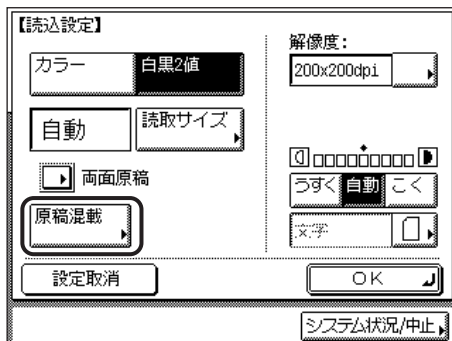 【読込設定】
カラー
白黒2値
自動
読取サイズ
両面原稿
原稿混載
設定取消
解像度：
200x200dpi
うすく
自動
こく
文字
OK
システム状況/中止